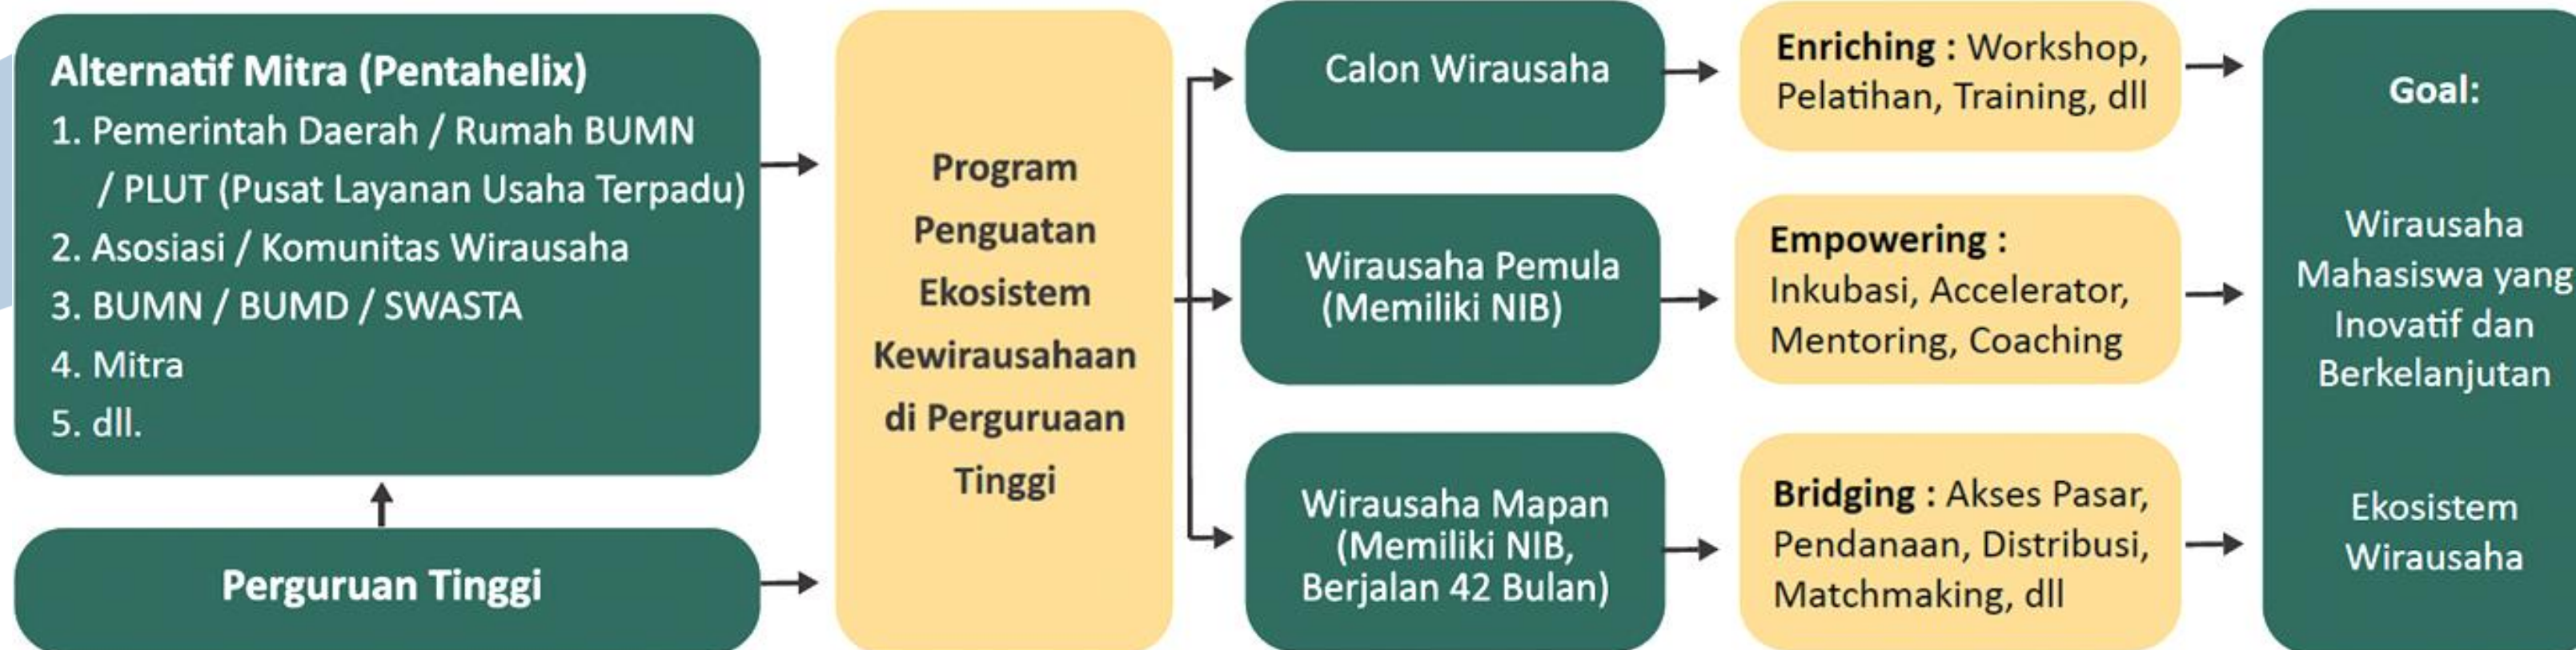 Alternatif Mitra (Pentahelix)
1. Pemerintah Daerah / Rumah BUMN
/ PLUT (Pusat Layanan Usaha Terpadu)
2. Asosiasi / Komunitas Wirausaha
3. BUMN / BUMD / SWASTA
4. Mitra
5. dll.
Perguruan Tinggi
Program
Penguatan
Ekosistem
Kewirausahaan
di Perguruaan
Tinggi
Calon Wirausaha
Wirausaha Pemula
(Memiliki NIB)
Wirausaha Mapan
(Memiliki NIB,
Berjalan 42 Bulan)
Enriching : Workshop,
Pelatihan, Training, dll
Empowering :
Inkubasi, Accelerator,
Mentoring, Coaching
Bridging : Akses Pasar,
Pendanaan, Distribusi,
Matchmaking, dll
Goal:
Wirausaha
Mahasiswa yang
Inovatif dan
Berkelanjutan
Ekosistem
Wirausaha